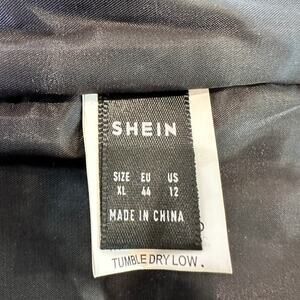 SHEIN
SIZE EU US
XL 44 12
MADE IN CHINA
TUMBLE DRY LOW.